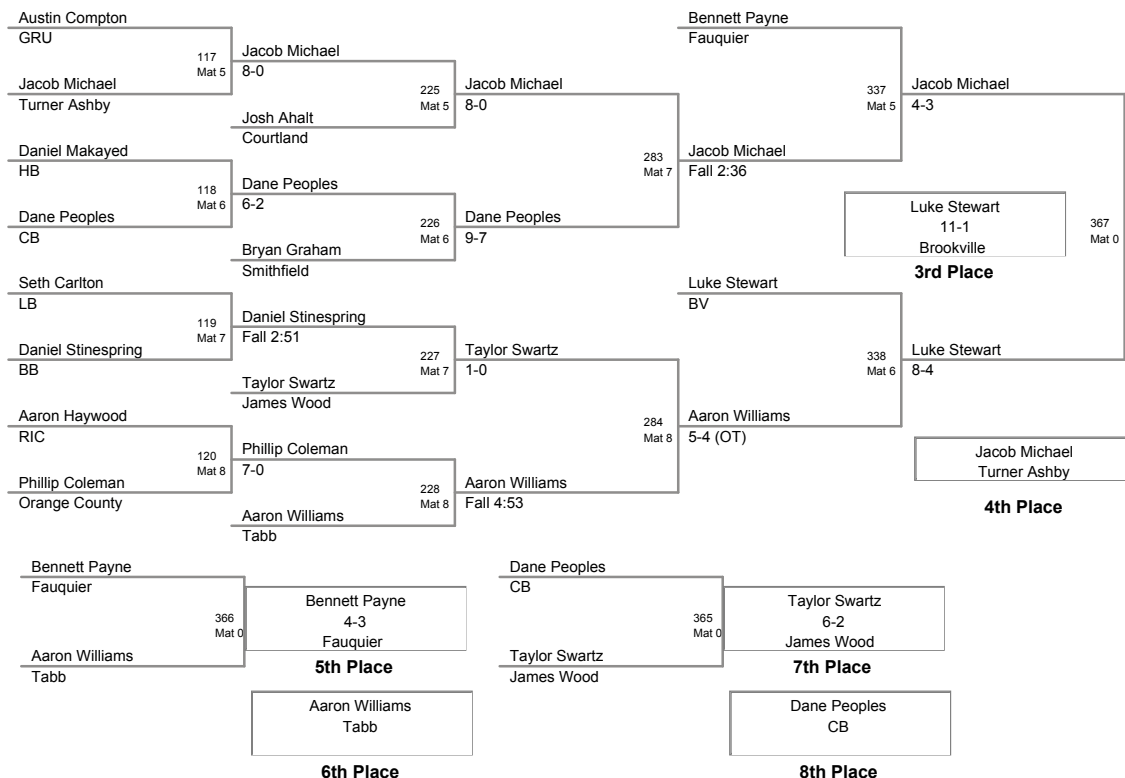 Austin Compton
GRU
117
Mat 5
Jacob Michael
Turner Ashby
Jacob Michael
8-0
225
Mat 5
Josh Ahalt
Courtland
Jacob Michael
8-0
Daniel Makayed
HB
118
Mat 6
Dane Peoples
CB
Dane Peoples
6-2
226
Mat 6
Bryan Graham
Smithfield
Dane Peoples
9-7
283
Mat 7
Jacob Michael
Fall 2:36
Bennett Payne
Fauquier
337
Mat 5
Jacob Michael
4-3
Seth Carlton
LB
119
Mat 7
Daniel Stinespring
BB
Daniel Stinespring
Fall 2:51
227
Mat 7
Taylor Swartz
James Wood
Taylor Swartz
1-0
Aaron Haywood
RIC
120
Mat 8
Phillip Coleman
Orange County
Phillip Coleman
7-0
228
Mat 8
Aaron Williams
Tabb
Aaron Williams
Fall 4:53
284
Mat 8
Aaron Williams
5-4 (OT)
Luke Stewart
BV
338
Mat 6
Luke Stewart
8-4
367
Mat 0
Luke Stewart
11-1
Brookville
3rd Place
Jacob Michael
Turner Ashby
4th Place
Bennett Payne
Fauquier
366
Mat 0
Aaron Williams
Tabb
Bennett Payne
4-3
Fauquier
5th Place
Aaron Williams
Tabb
6th Place
Dane Peoples
CB
365
Mat 0
Taylor Swartz
James Wood
Taylor Swartz
6-2
James Wood
7th Place
Dane Peoples
CB
8th Place